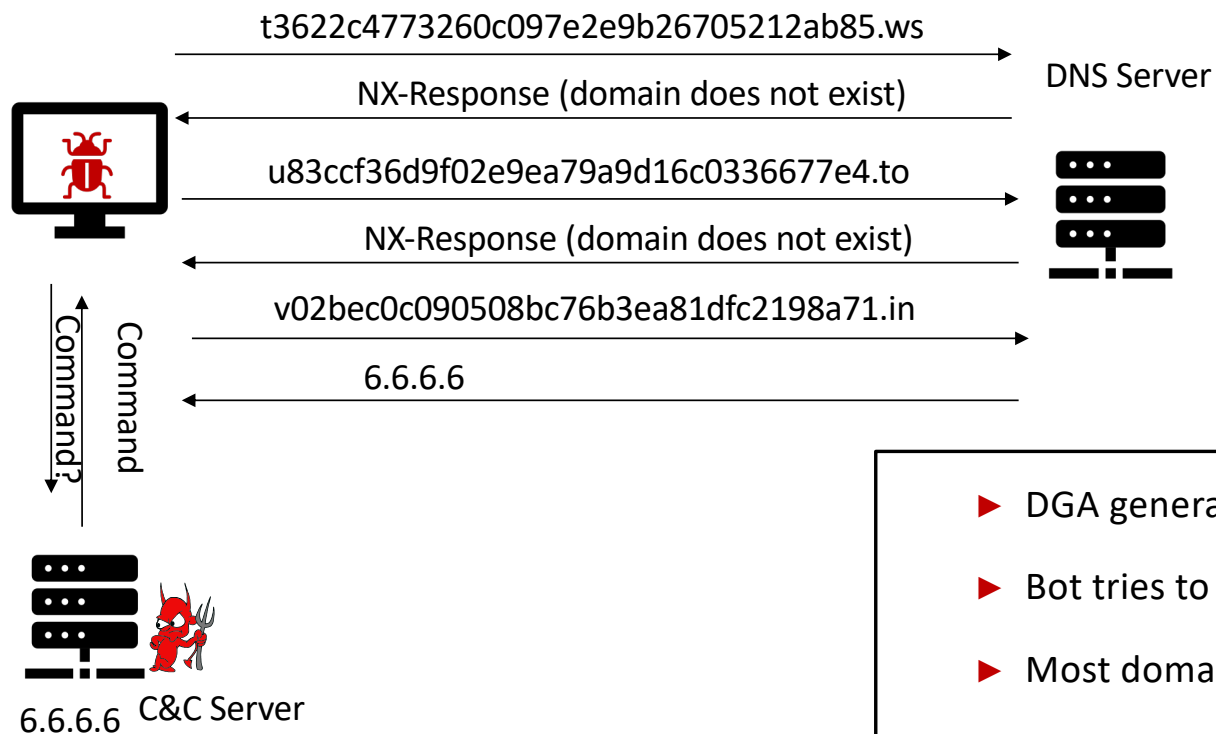 t3622c4773260c097e2e9b26705212ab85.ws
DNS Server
NX-Response (domain does not exist)
u83ccf36d9f02e9ea79a9d16c0336677e4.to
NX-Response (domain does not exist)
v02bec0c090508bc76b3ea81dfc2198a71.in
6.6.6.6
Command?
Command
DGA genera
Bot tries to
Most doma
6.6.6.6
C&C Server